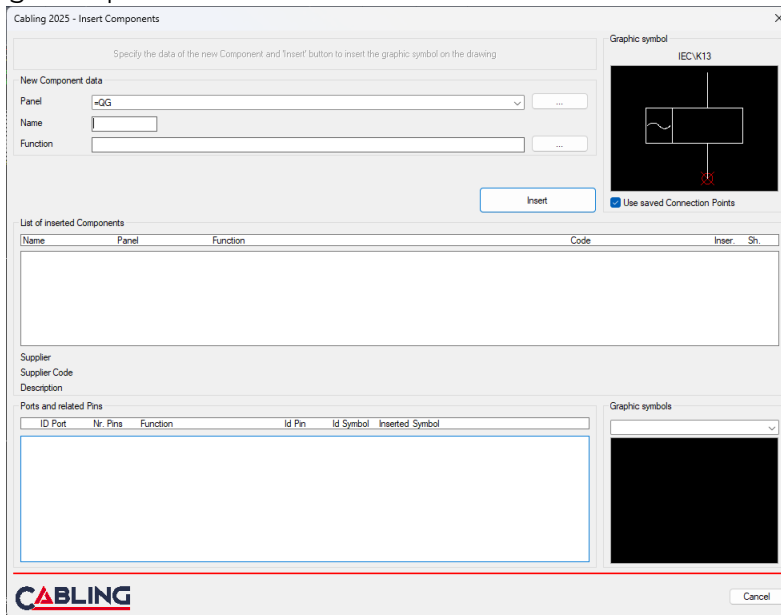 Cabling 2025 - Insert Components
Specify the data of the new Component and 'Insert' button to insert the graphic symbol on the drawing
Graphic symbol
IEC\K13
New Component data
Panel
=QG
...
Name
Function
...
Insert
Use saved Connection Points
List of inserted Components
Name Panel Function Code Inser. Sh.
Supplier
Supplier Code
Description
Ports and related Pins
Graphic symbols
ID Port Nr. Pins Function Id Pin Id Symbol Inserted Symbol
CABLING
Cancel